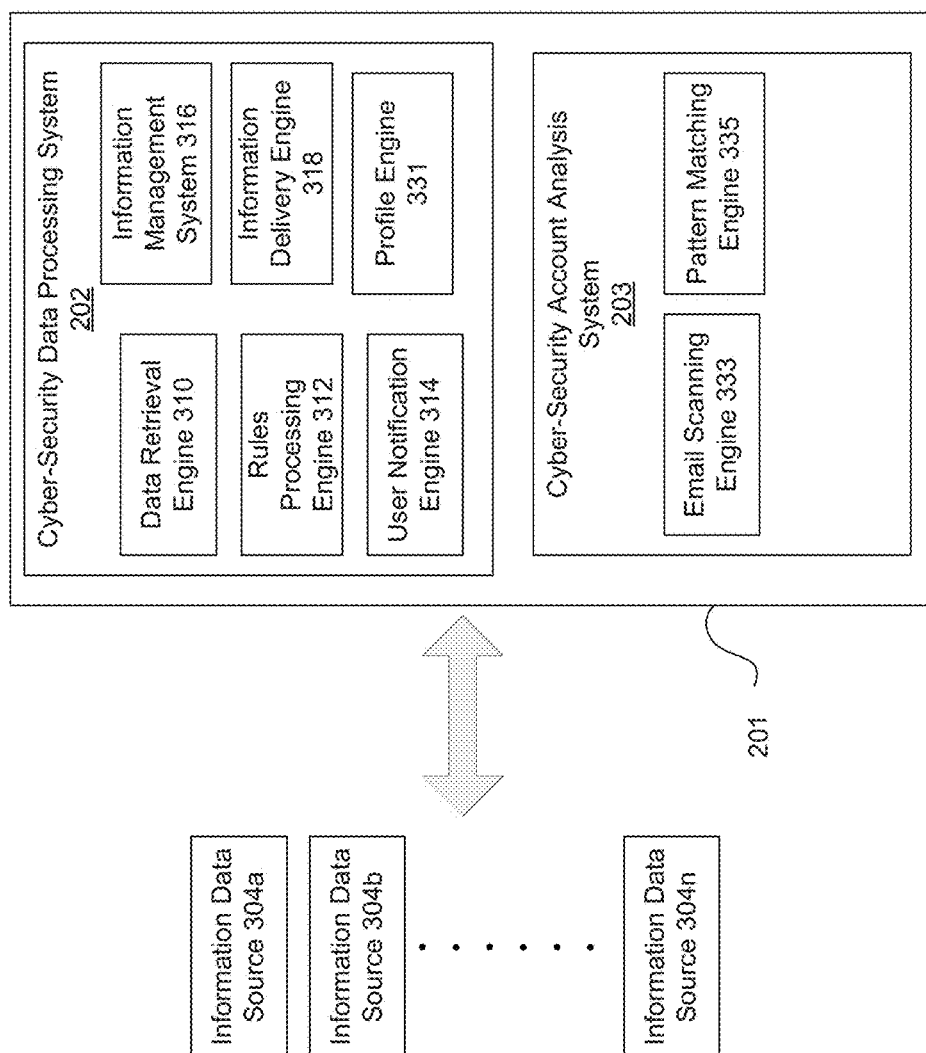 Information Data
Source 304a
Information Data
Source 304b
Information Data
Source 304n
201
Cyber-Security Data Processing System
202
Data Retrieval
Engine 310
Information
Management
System 316
Rules
Processing
Engine 312
Information
Delivery Engine
318
User Notification
Engine 314
Profile Engine
331
Cyber-Security Account Analysis
System 203
Email Scanning
Engine 333
Pattern Matching
Engine 335